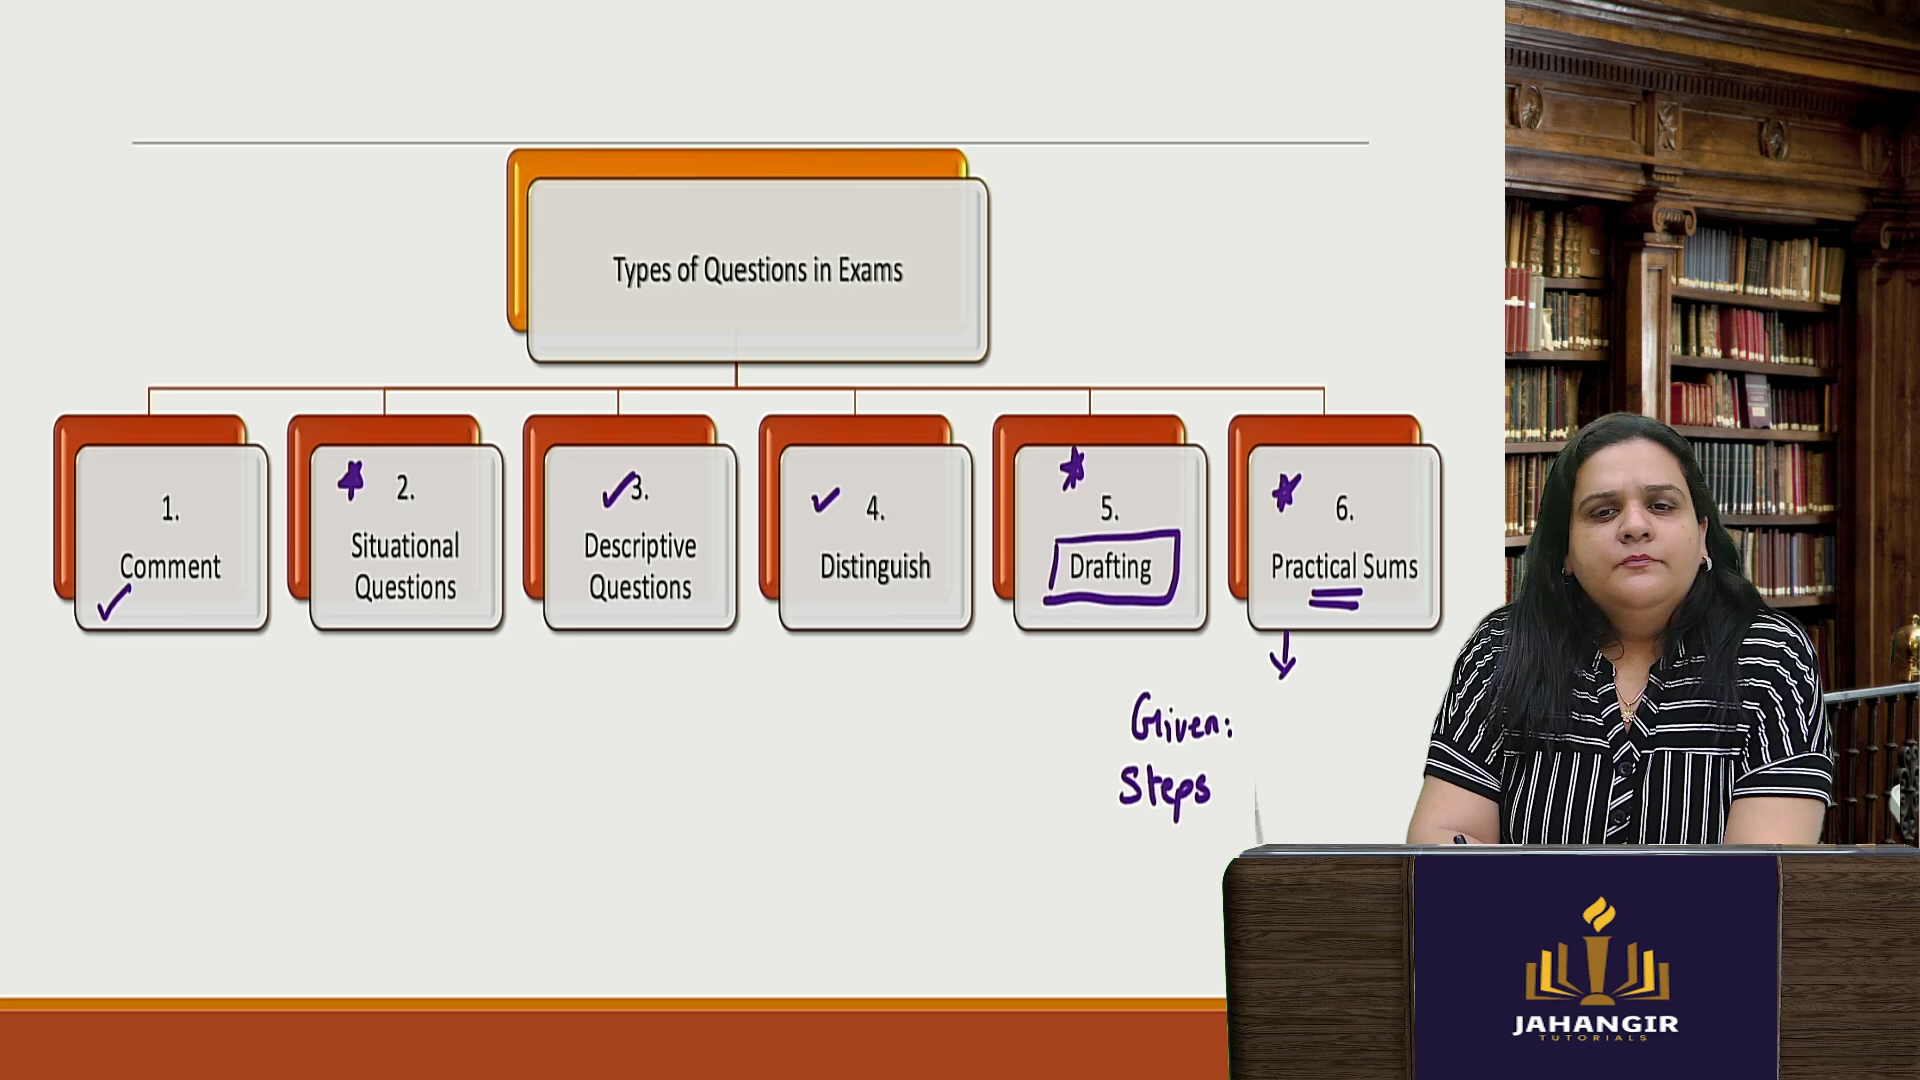 Types of Questions in Exams
1.
Comment
2.
Situational
Questions
3.
Descriptive
Questions
4.
Distinguish
5.
Drafting
6.
Practical Sums
Given:
Steps
JAHANGIR
TUTORIALS